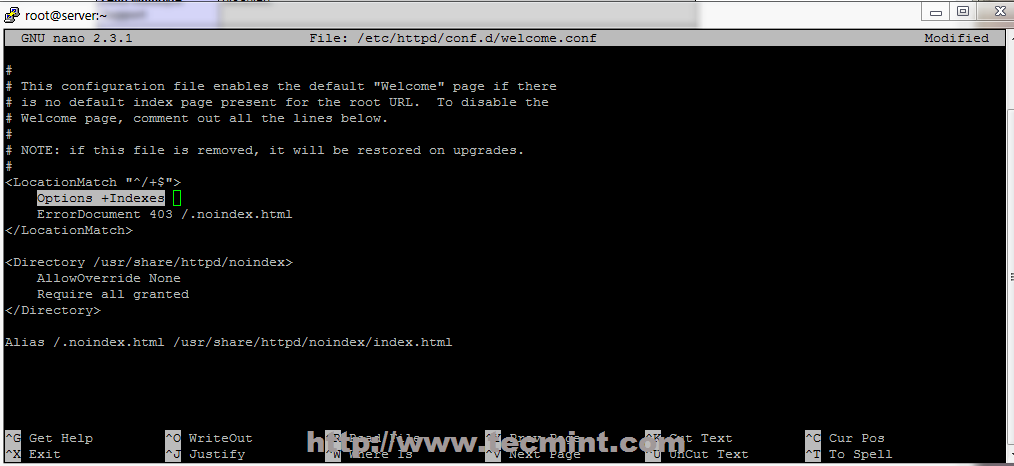 root@server:~
GNU nano 2.3.1 File: /etc/httpd/conf.d/welcome.conf Modified
#
# This configuration file enables the default "Welcome" page if there
# is no default index page present for the root URL.  To disable the
# Welcome page, comment out all the lines below.
#
# NOTE: if this file is removed, it will be restored on upgrades.
#
<LocationMatch "^/+$">
    Options +Indexes
    ErrorDocument 403 /.noindex.html
</LocationMatch>
<Directory /usr/share/httpd/noindex>
    AllowOverride None
    Require all granted
</Directory>
Alias /.noindex.html /usr/share/httpd/noindex/index.html
^G Get Help ^O WriteOut ^R Read File ^Y Prev Page ^K Cut Text ^C Cur Pos
^X Exit ^J Justify ^W Where Is ^V Next Page ^U UnCut Text ^T To Spell
http://www.tecmint.com